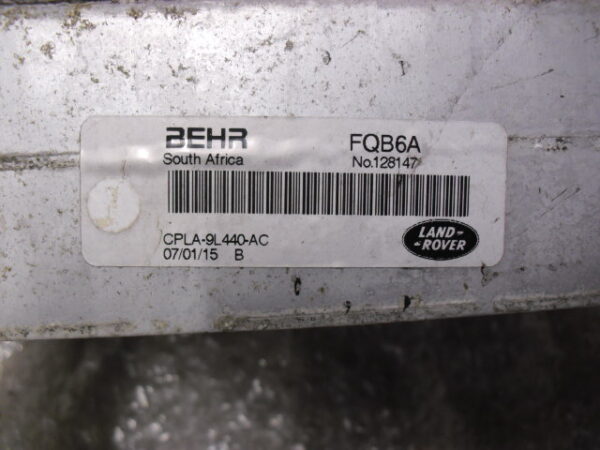 BEHR
South Africa
FQB6A
No.128147
CPLA-9L440-AC
07/01/15 B
LAND-
-ROVER